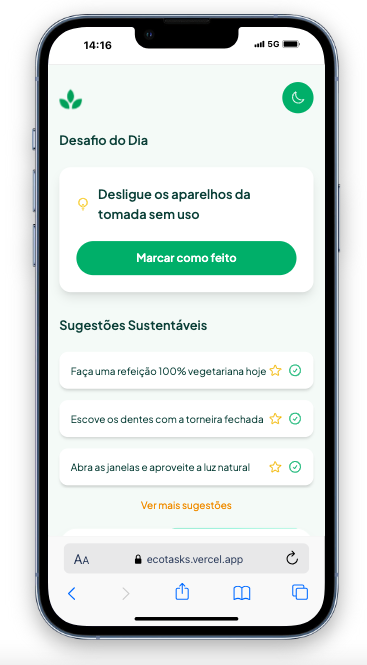 14:16
5G
Desafio do Dia
Desligue os aparelhos da
tomada sem uso
Marcar como feito
Sugestões Sustentáveis
Faça uma refeição 100% vegetariana hoje
Escove os dentes com a torneira fechada
Abra as janelas e aproveite a luz natural
Ver mais sugestões
AA
ecotasks.vercel.app